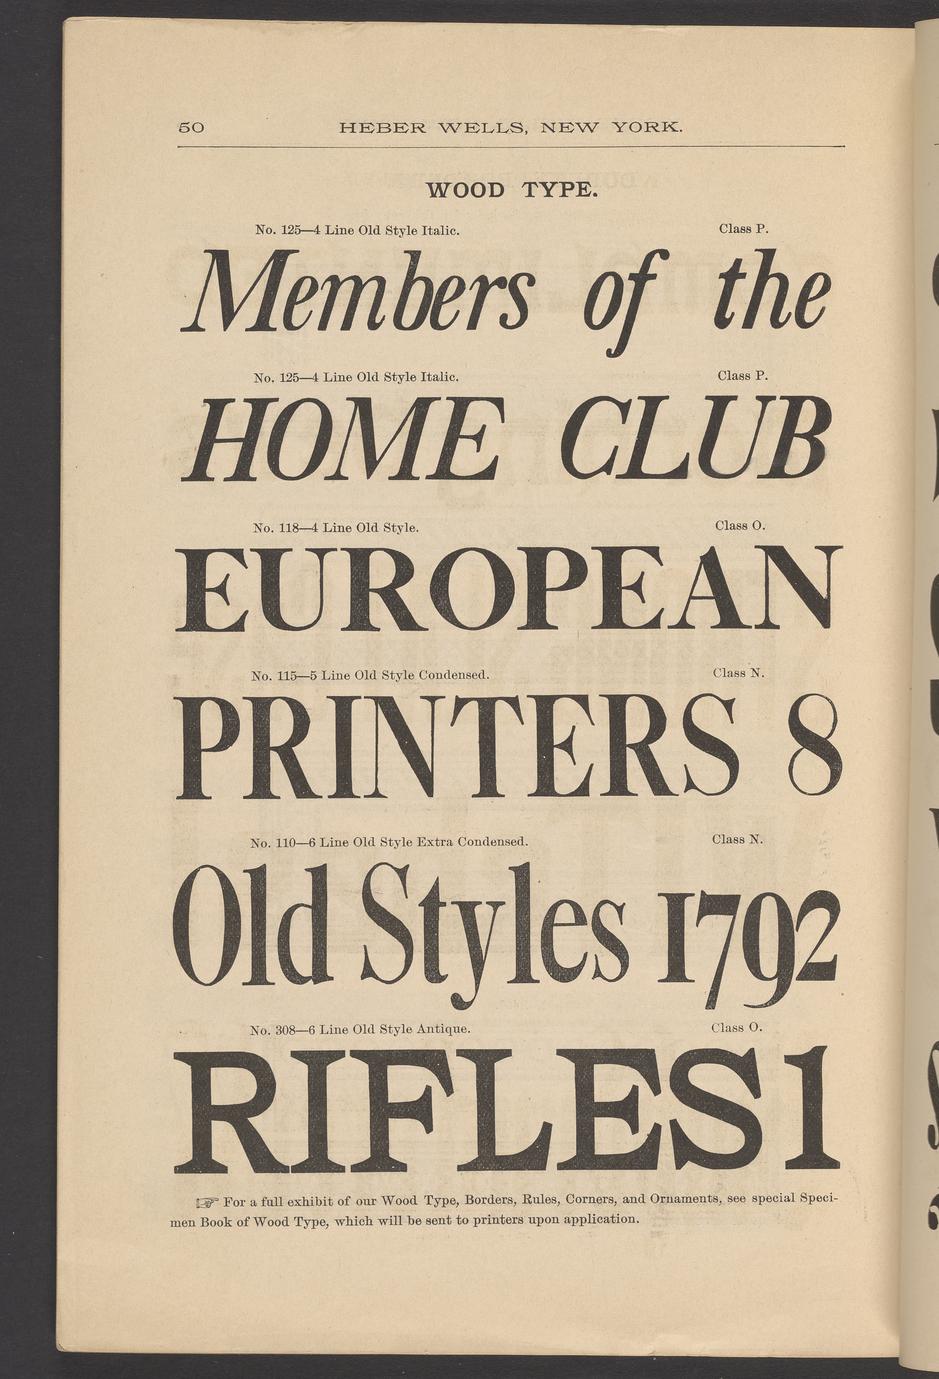 50 HEBER WELLS, NEW YORK.
WOOD TYPE.
No. 125—4 Line Old Style Italic. Class P.
Members of the
No. 125—4 Line Old Style Italic. Class P.
HOME CLUB
No. 118—4 Line Old Style. Class O.
EUROPEAN
No. 115—5 Line Old Style Condensed. Class N.
PRINTERS 8
No. 110—6 Line Old Style Extra Condensed. Class N.
Old Styles 1792
No. 308—6 Line Old Style Antique. Class O.
RIFLES1
☞ For a full exhibit of our Wood Type, Borders, Rules, Corners, and Ornaments, see special Speci-
men Book of Wood Type, which will be sent to printers upon application.